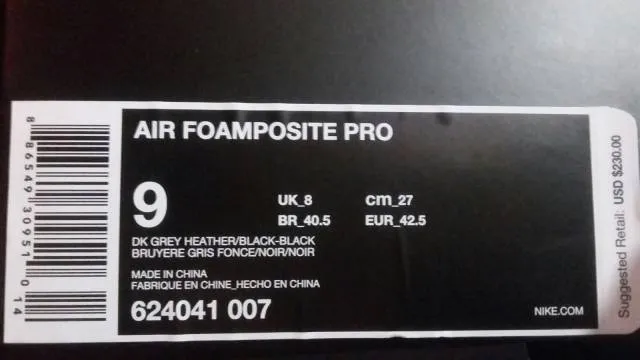 AIR FOAMPOSITE PRO
9
UK_8
cm_27
BR_40.5
EUR_42.5
DK GREY HEATHER/BLACK-BLACK
BRUYERE GRIS FONCE/NOIR/NOIR
MADE IN CHINA
FABRIQUE EN CHINE_HECHO EN CHINA
624041 007
NIKE.COM
Suggested Retail: USD $230.00
8 86549 30951 0 14